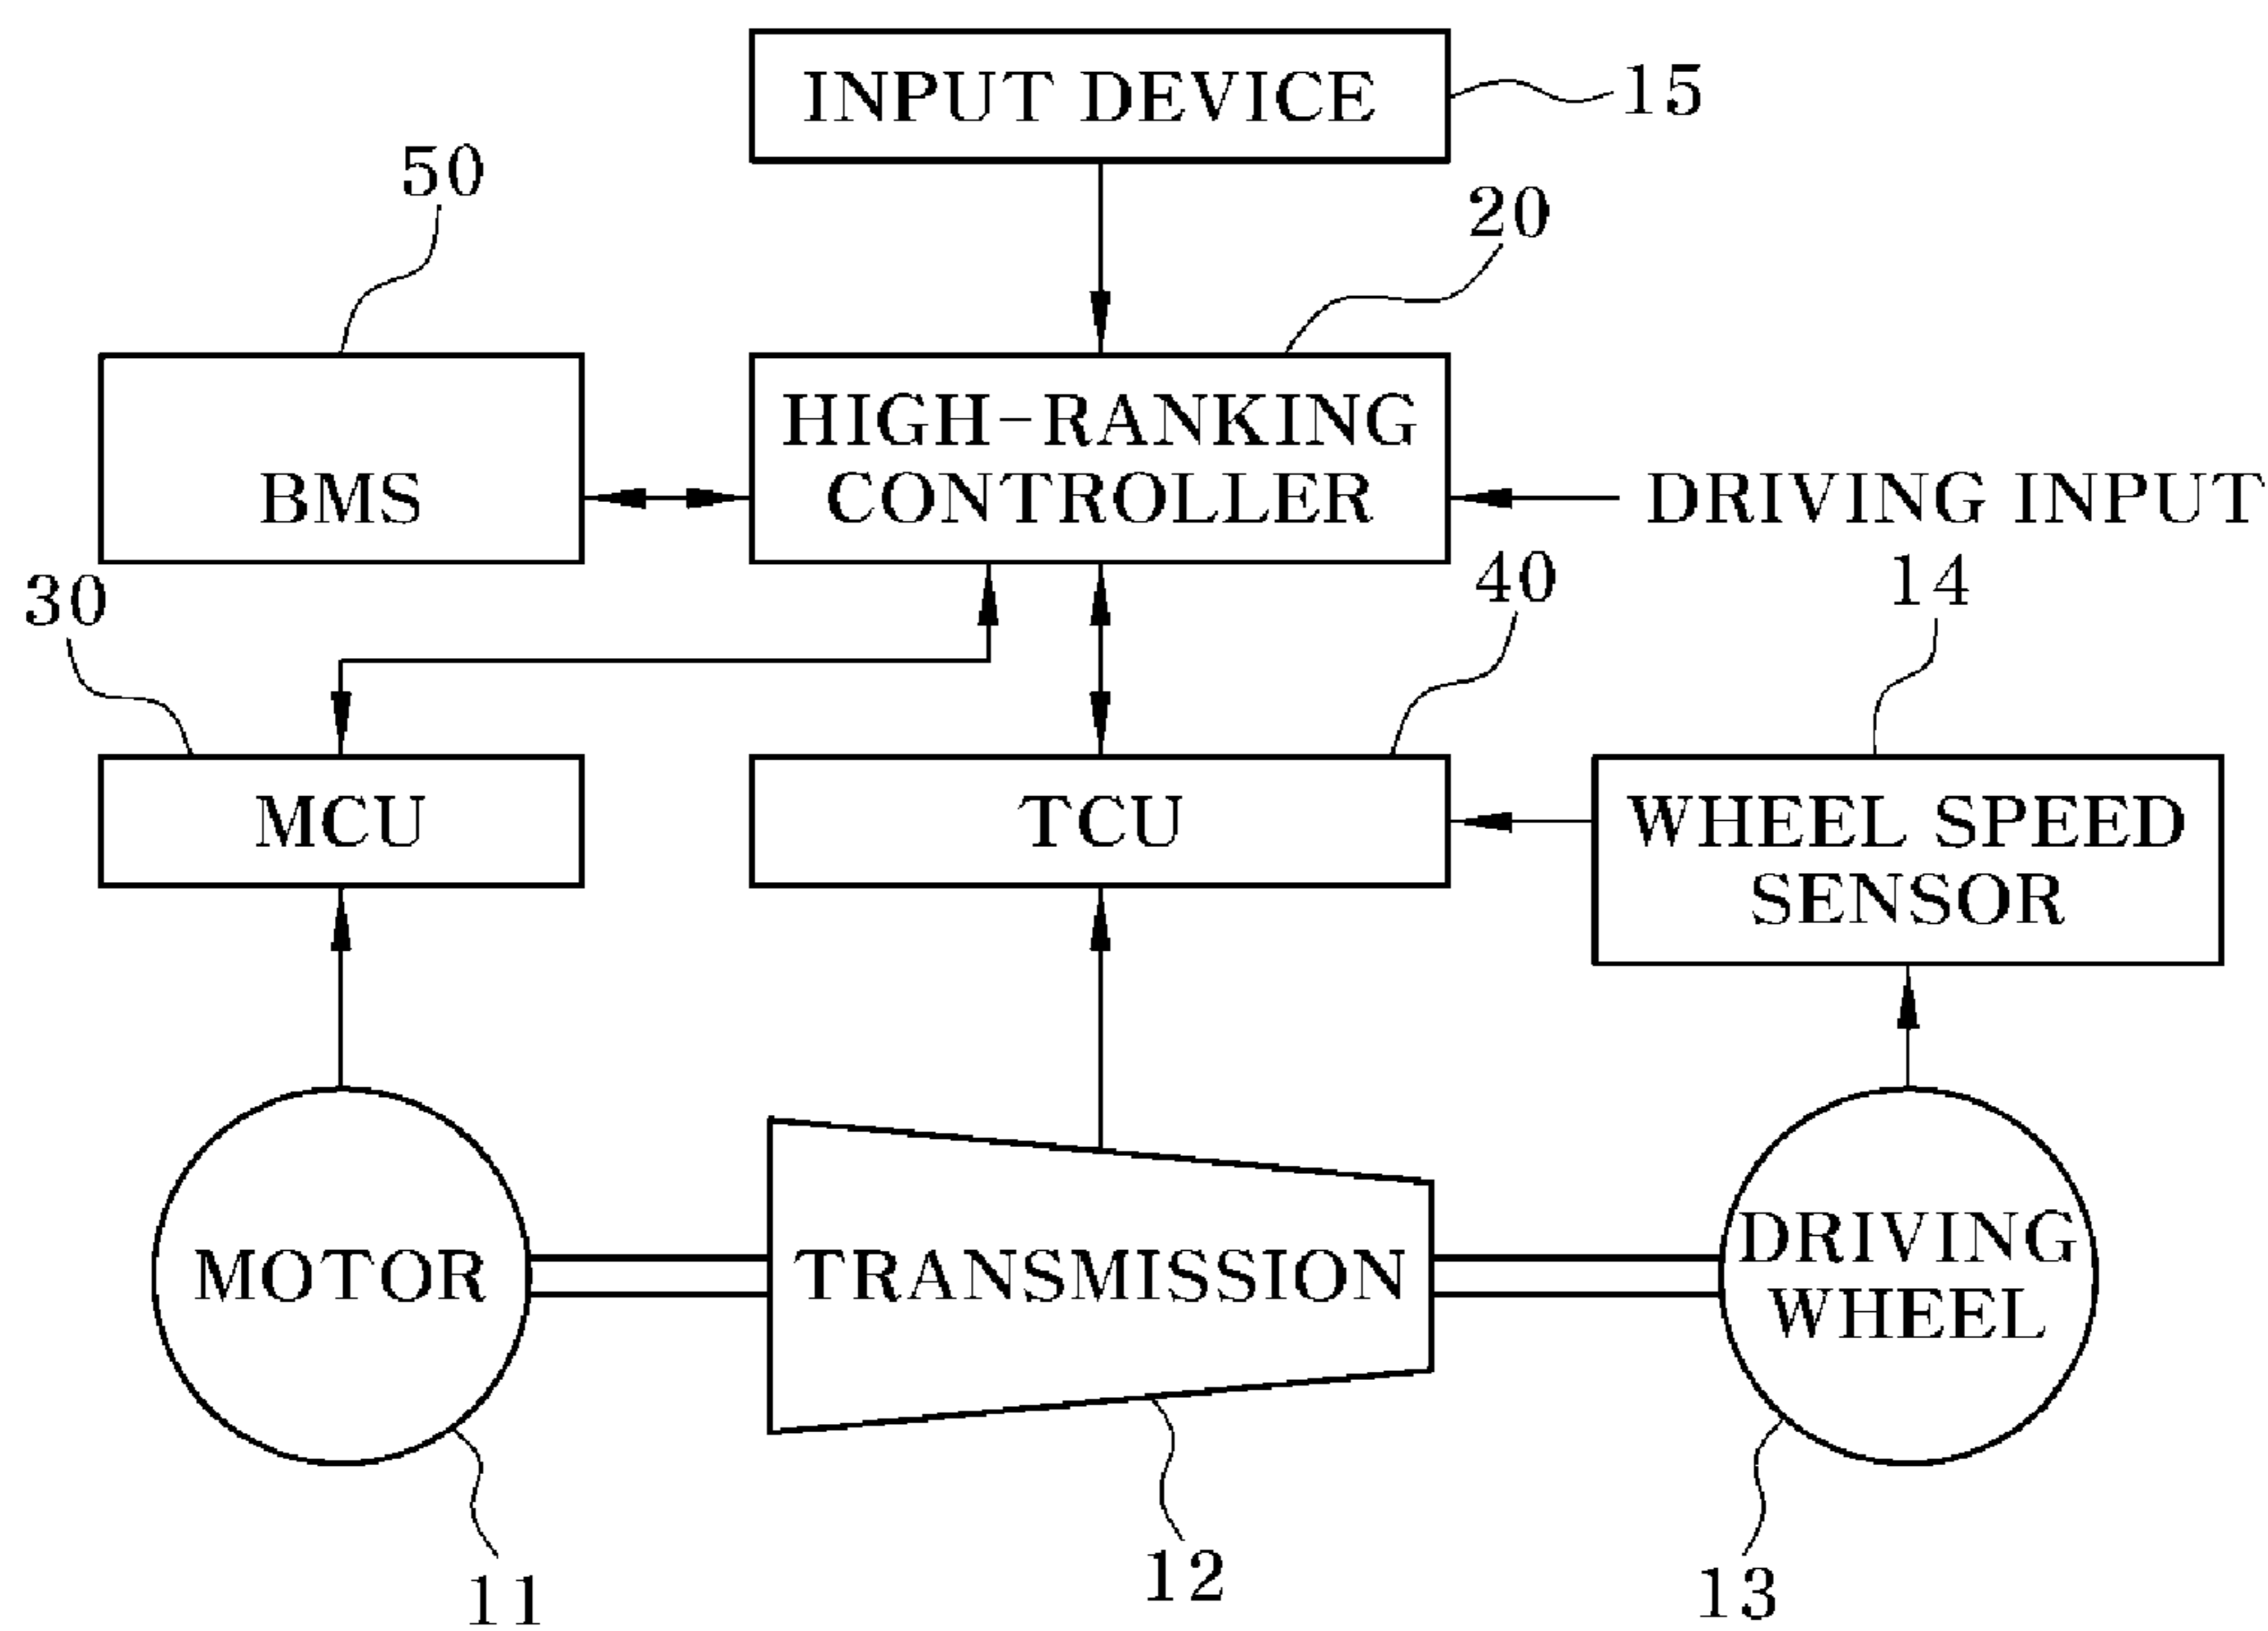 INPUT DEVICE
15
50
20
HIGH-RANKING
CONTROLLER
BMS
DRIVING INPUT
30
40
14
MCU
TCU
WHEEL SPEED
SENSOR
MOTOR
TRANSMISSION
DRIVING
WHEEL
11
12
13